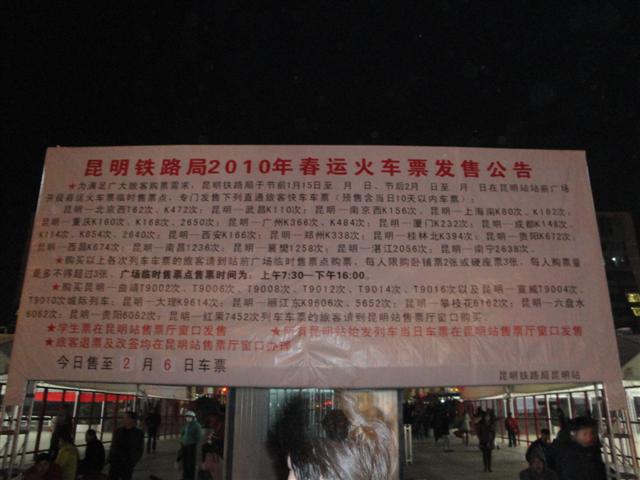 昆明铁路局2010年春运火车票发售公告
★为满足广大旅客购票需求，昆明铁路局于节前1月15日至 月 日、节后2月 日至 月 日在昆明站站前广场
开设春运火车票临时售票点，专门发售下列直通旅客快车车票（预售含当日10天以内车票）：
昆明—北京西T62次、K472次；昆明—武昌K110次；昆明—南京西K156次、昆明—上海南K80次、K182次；
昆明—重庆K160次、K168次、2650次；昆明—广州K366次、K484次；昆明—厦门K232次；昆明—成都K146次、
K114次、K854次、2640次；昆明—西安K166次；昆明—郑州K338次；昆明—桂林北K394次；昆明—贵阳K672次；
昆明—西昌K674次；昆明—南昌1236次；昆明—襄樊1258次；昆明—湛江2056次；昆明—南宁2638次。
★购买以上各次列车车票的旅客请到站前广场临时售票点购票，每人限购卧铺票2张或硬座票3张，每人购票量
最多不得超过3张。广场临时售票点售票时间为：上午7:30—下午16:00。
★购买昆明—曲靖T9002次、T9006次、T9008次、T9012次、T9014次、T9016次以及昆明—宣威T9004次、
T9010次城际列车；昆明—大理K9614次；昆明—丽江东K9606次、5652次；昆明—攀枝花6162次；昆明—六盘水
6062次；昆明—贵阳6082次；昆明—红果7452次列车车票的旅客请到昆明站售票厅窗口购买。
★学生票在昆明站售票厅窗口发售 ★所有昆明站始发列车当日车票在昆明站售票厅窗口发售
★旅客退票及改签均在昆明站售票厅窗口办理
今日售至 2 月 6 日车票
昆明铁路局昆明站